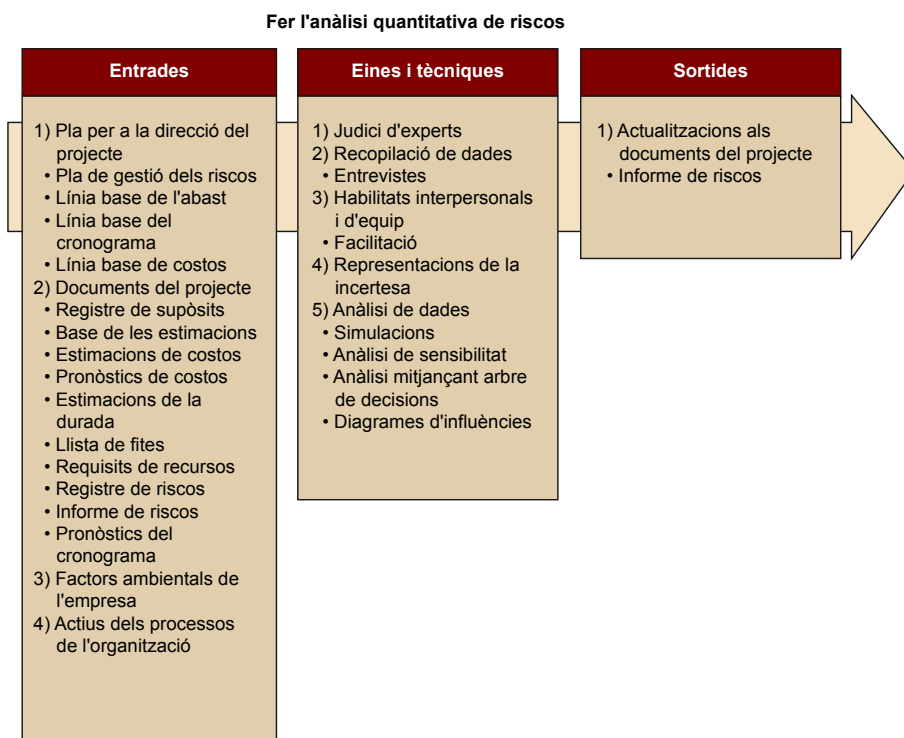 Fer l'anàlisi quantitativa de riscos
Entrades
1) Pla per a la direcció del
projecte
• Pla de gestió dels riscos
• Línia base de l'abast
• Línia base del
cronograma
• Línia base de costos
2) Documents del projecte
• Registre de supòsits
• Base de les estimacions
• Estimacions de costos
• Pronòstics de costos
• Estimacions de la
durada
• Llista de fites
• Requisits de recursos
• Registre de riscos
• Informe de riscos
• Pronòstics del
cronograma
3) Factors ambientals de
l'empresa
4) Actius dels processos
de l'organització
Eines i tècniques
1) Judici d'experts
2) Recopilació de dades
• Entrevistes
3) Habilitats interpersonals
i d'equip
• Facilitació
4) Representacions de la
incertesa
5) Anàlisi de dades
• Simulacions
• Anàlisi de sensibilitat
• Anàlisi mitjançant arbre
de decisions
• Diagrames d'influències
Sortides
1) Actualitzacions als
documents del projecte
• Informe de riscos